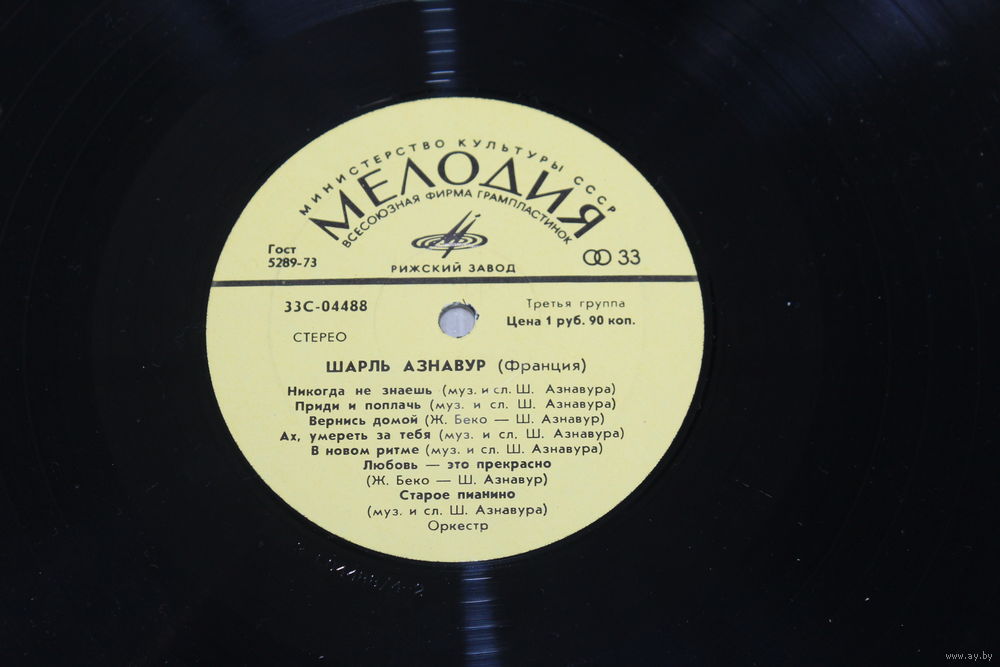 МИНИСТЕРСТВО КУЛЬТУРЫ СССР
МЕЛОДИЯ
ВСЕСОЮЗНАЯ ФИРМА ГРАМПЛАСТИНОК
Гост
5289-73
33
РИЖСКИЙ ЗАВОД
33С-04488
Третья группа
Цена 1 руб. 90 коп.
СТЕРЕО
ШАРЛЬ АЗНАВУР (Франция)
Никогда не знаешь (муз. и сл. Ш. Азнавура)
Приди и поплачь (муз. и сл. Ш. Азнавура)
Вернись домой (Ж. Беко — Ш. Азнавур)
Ах, умереть за тебя (муз. и сл. Ш. Азнавура)
В новом ритме (муз. и сл. Ш. Азнавура)
Любовь — это прекрасно
(Ж. Беко — Ш. Азнавур)
Старое пианино
(муз. и сл. Ш. Азнавура)
Оркестр
www.ay.by